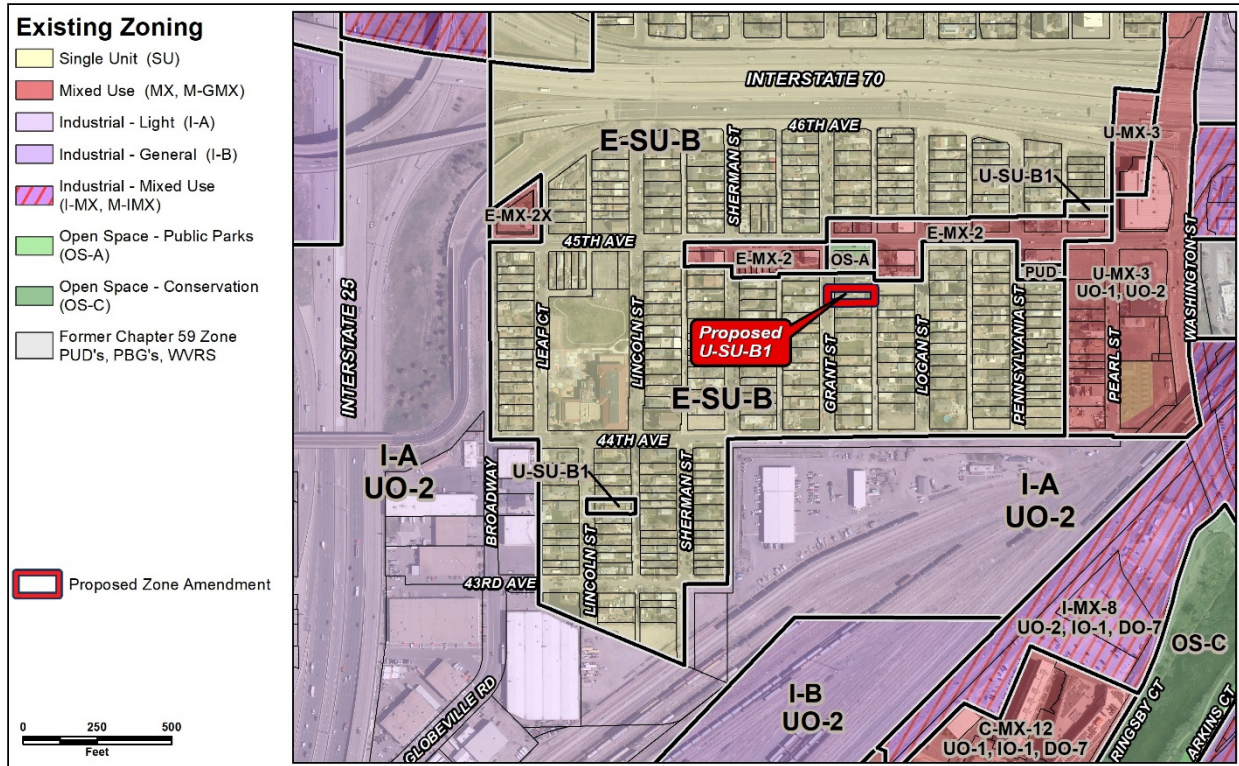 Existing Zoning
Single Unit (SU)
Mixed Use (MX, M-GMX)
Industrial - Light (I-A)
Industrial - General (I-B)
Industrial - Mixed Use
(I-MX, M-IMX)
Open Space - Public Parks
(OS-A)
Open Space - Conservation
(OS-C)
Former Chapter 59 Zone
PUD's, PBG's, WVRS
Proposed Zone Amendment
0 250 500
Feet
INTERSTATE 70
46TH AVE
E-SU-B
SHERMAN ST
U-MX-3
U-SU-B1
E-MX-2X
45TH AVE
E-MX-2
OS-A
E-MX-2
PUD
U-MX-3
UO-1, UO-2
WASHINGTON ST
INTERSTATE 25
LEAF CT
LINCOLN ST
Proposed
U-SU-B1
GRANT ST
LOGAN ST
PENNSYLVANIA ST
PEARL ST
E-SU-B
44TH AVE
I-A
UO-2
BROADWAY
U-SU-B1
SHERMAN ST
LINCOLN ST
43RD AVE
I-A
UO-2
I-MX-8
UO-2, IO-1, DO-7
OS-C
I-B
UO-2
GLOBEVILLE RD
C-MX-12
UO-1, IO-1, DO-7
RINGSBY CT
ARKINS CT